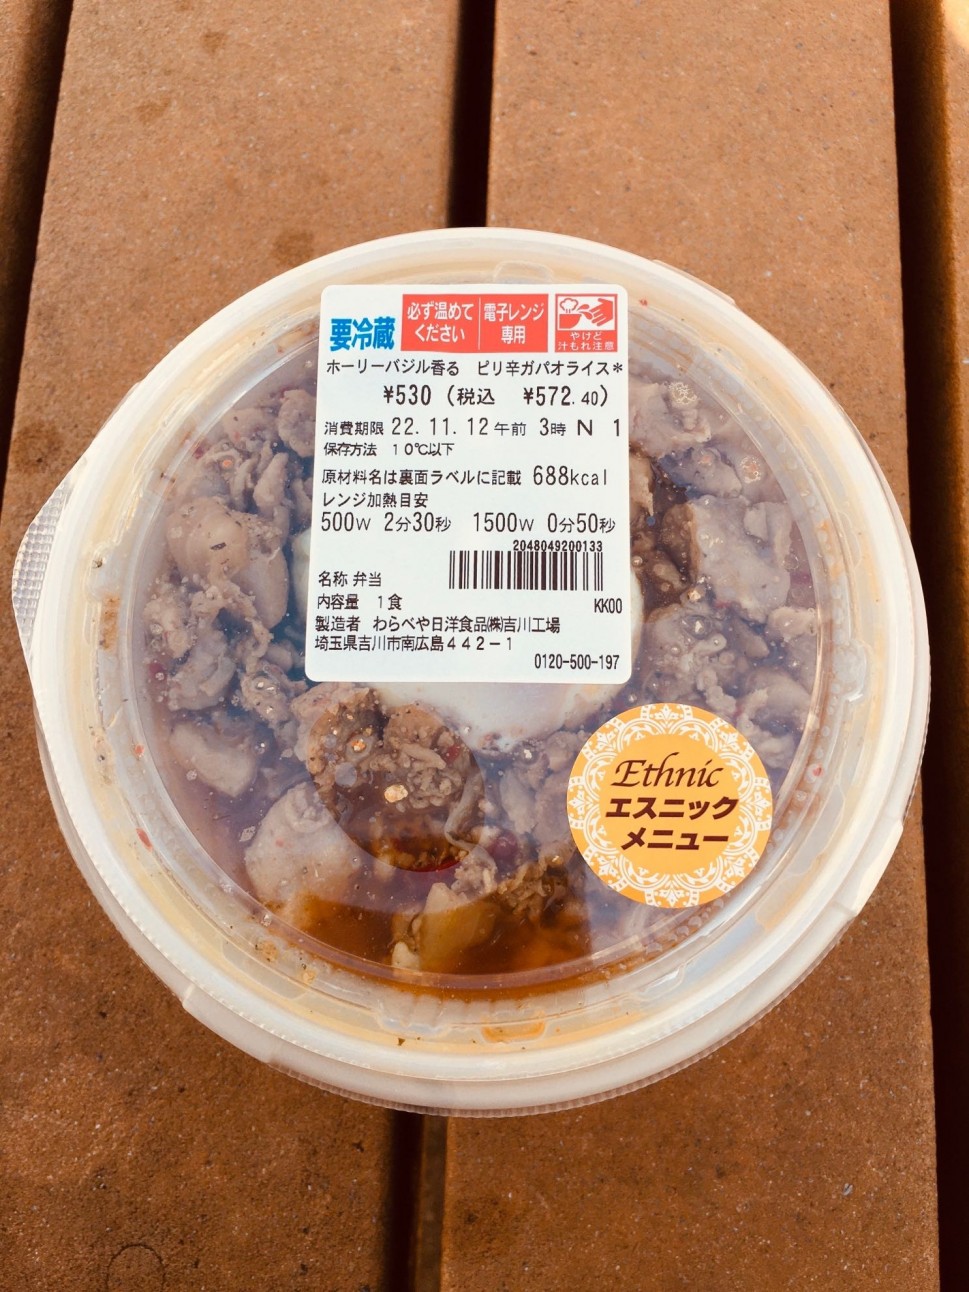 要冷蔵
必ず温めて
ください
電子レンジ
専用
やけど
汁もれ注意
ホーリーバジル香る ピリ辛ガパオライス*
¥530 (税込 ¥572.40)
消費期限 22.11.12午前 3時 N 1
保存方法 10℃以下
原材料名は裏面ラベルに記載 688kcal
レンジ加熱目安
500W 2分30秒 1500W 0分50秒
2048049200133
名称 弁当
内容量 1食 KK00
製造者 わらべや日洋食品㈱吉川工場
埼玉県吉川市南広島442-1
0120-500-197
Ethnic
エスニック
メニュー